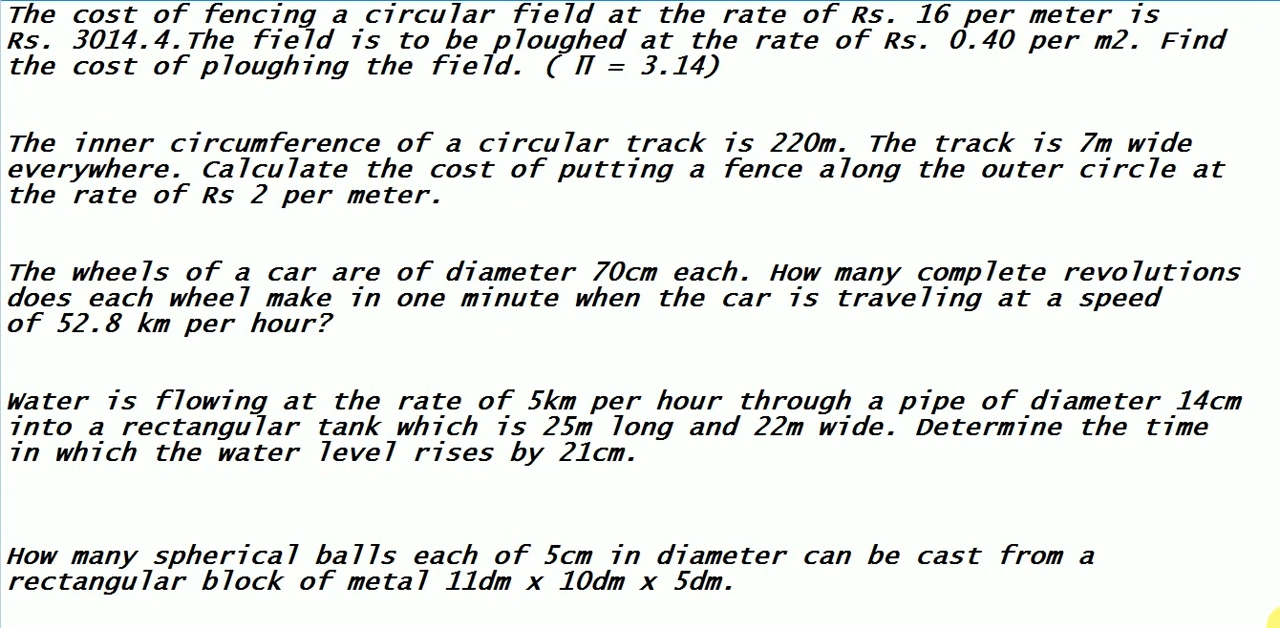 The cost of fencing a circular field at the rate of Rs. 16 per meter is
Rs. 3014.4.The field is to be ploughed at the rate of Rs. 0.40 per m2. Find
the cost of ploughing the field. ( Π = 3.14)
The inner circumference of a circular track is 220m. The track is 7m wide
everywhere. Calculate the cost of putting a fence along the outer circle at
the rate of Rs 2 per meter.
The wheels of a car are of diameter 70cm each. How many complete revolutions
does each wheel make in one minute when the car is traveling at a speed
of 52.8 km per hour?
Water is flowing at the rate of 5km per hour through a pipe of diameter 14cm
into a rectangular tank which is 25m long and 22m wide. Determine the time
in which the water level rises by 21cm.
How many spherical balls each of 5cm in diameter can be cast from a
rectangular block of metal 11dm x 10dm x 5dm.